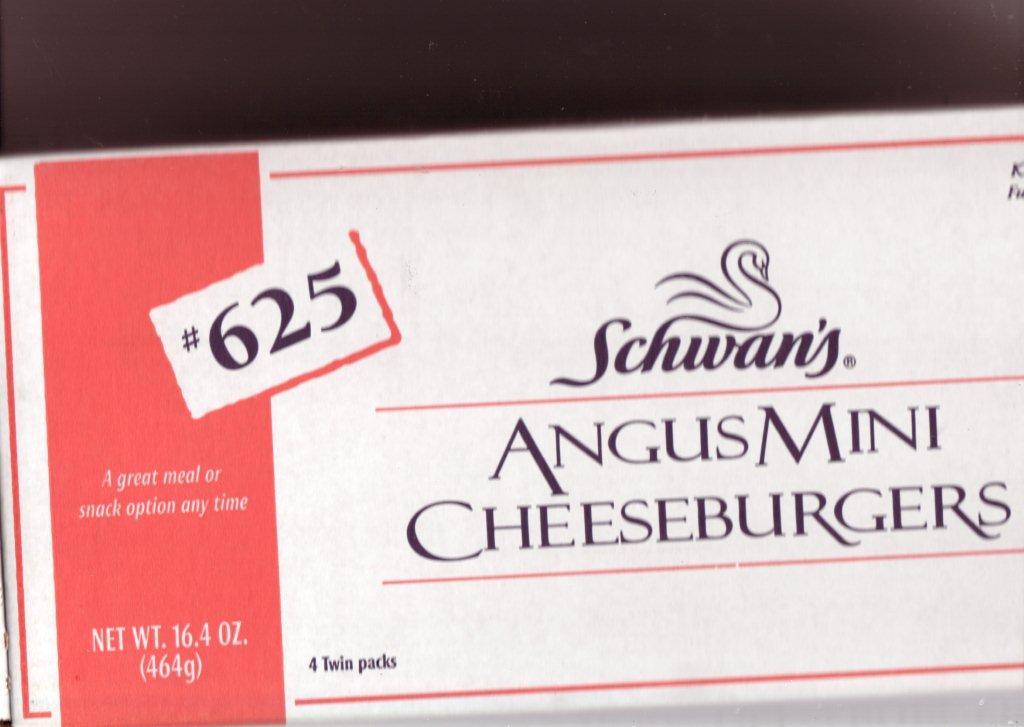 #625
Schwan's®
ANGUS MINI
CHEESEBURGERS
A great meal or
snack option any time
NET WT. 16.4 OZ.
(464g)
4 Twin packs